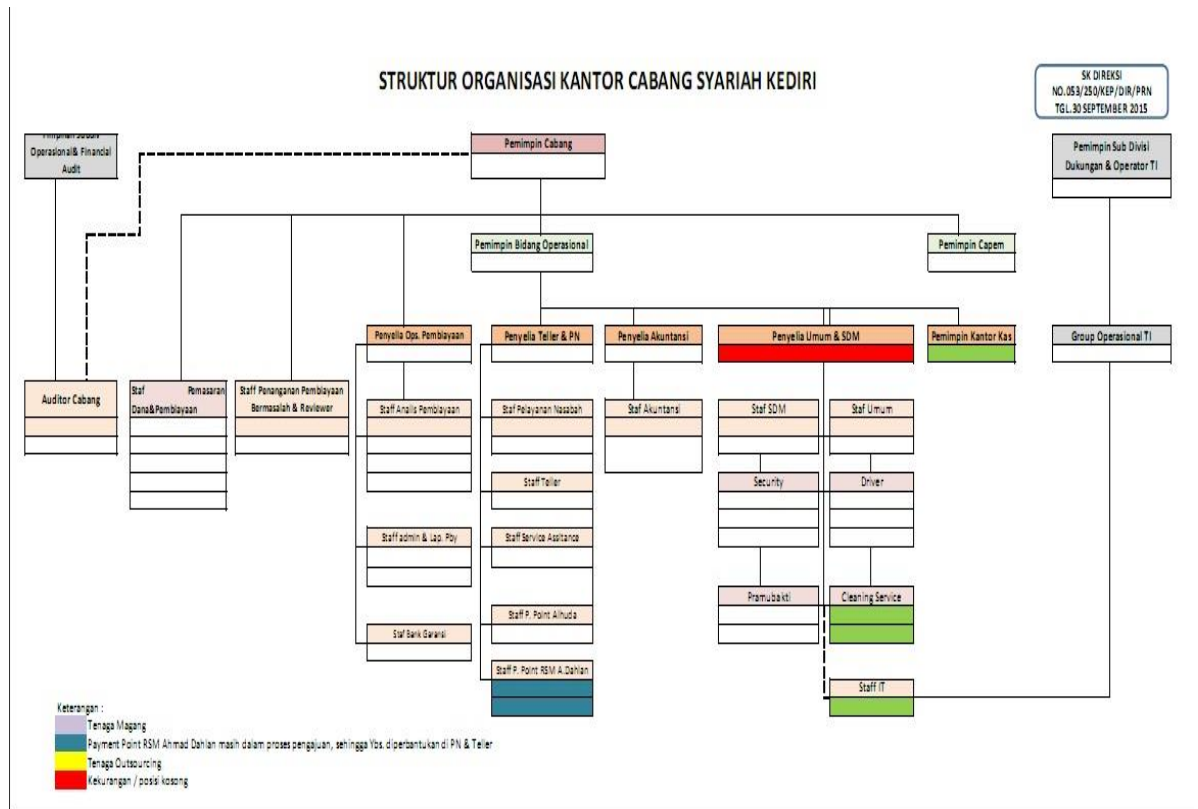 STRUKTUR ORGANISASI KANTOR CABANG SYARIAH KEDIRI
SK DIREKSI
NO.053/250/KEP/DIR/PRN
TGL.30 SEPTEMBER 2015
Operasional& Financial
Audit
Pemimpin Cabang
Pemimpin Sub Divisi
Dukungan & Operator TI
Pemimpin Bidang Operasional
Pemimpin Capem
Penyelia Ops. Pembiayaan
Penyelia Teller & PN
Penyelia Akuntansi
Penyelia Umum & SDM
Pemimpin Kantor Kas
Group Operasional TI
Auditor Cabang
Staf Pemasaran
Dana&Pembiayaan
Staff Penanganan Pembiayaan
Bermasalah & Reviewer
Staff Analis Pembiayaan
Staf Pelayanan Nasabah
Staf Akuntansi
Staf SDM
Staf Umum
Staff Teller
Security
Driver
Staff admin & Lap. Pby
Staff Service Assitance
Pramubakti
Cleaning Service
Staff P. Point Alhuda
Staf Bank Garansi
Staff P. Point RSM A.Dahlan
Staff IT
Keterangan :
Tenaga Magang
Payment Point RSM Ahmad Dahlan masih dalam proses pengajuan, sehingga Ybs. diperbantukan di PN & Teller
Tenaga Outsourcing
Kekurangan / posisi kosong